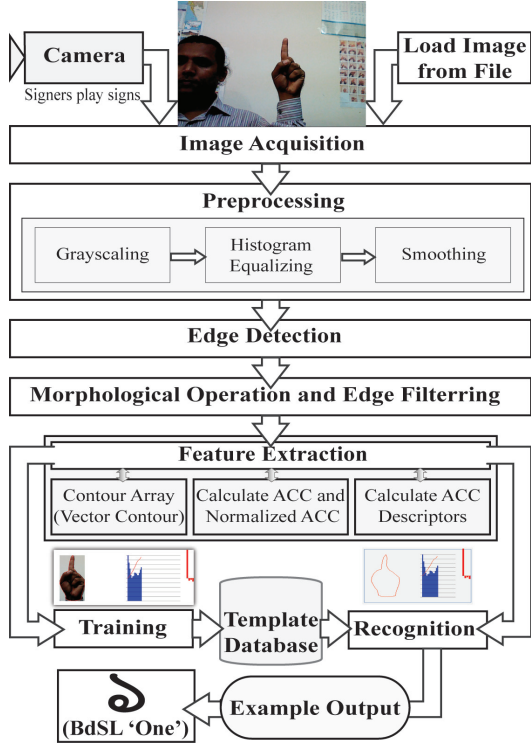 Camera
Load Image
from File
Signers play signs
Image Acquisition
Preprocessing
Grayscaling
Histogram
Equalizing
Smoothing
Edge Detection
Morphological Operation and Edge Filterring
Feature Extraction
Contour Array
(Vector Contour)
Calculate ACC and
Normalized ACC
Calculate ACC
Descriptors
Training
Template
Database
Recognition
১
(BdSL ‘One’)
Example Output